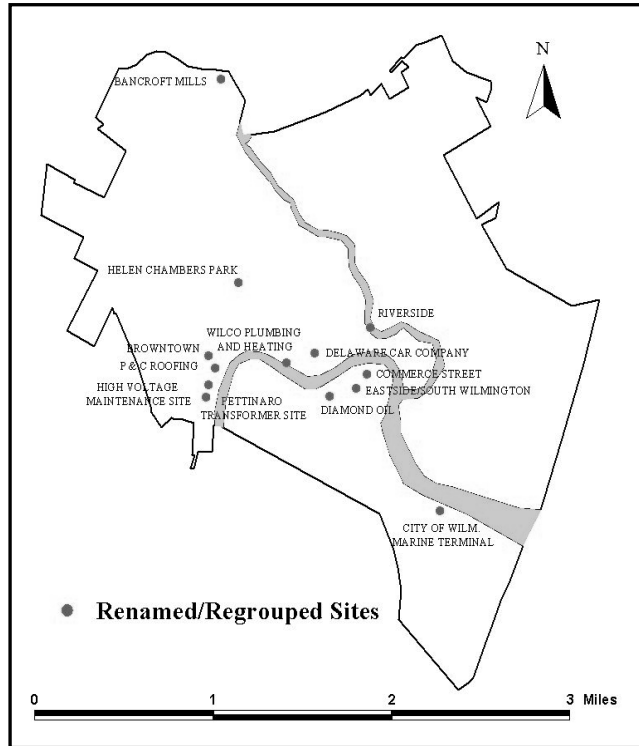 N
BANCROFT MILLS
HELEN CHAMBERS PARK
RIVERSIDE
WILCO PLUMBING
AND HEATING
BROWNTOWN
DELAWARE CAR COMPANY
P & C ROOFING
COMMERCE STREET
HIGH VOLTAGE
MAINTENANCE SITE
EASTSIDE/SOUTH WILMINGTON
PETTINARO
TRANSFORMER SITE
DIAMOND OIL
CITY OF WILM.
MARINE TERMINAL
Renamed/Regrouped Sites
0 1 2 3 Miles